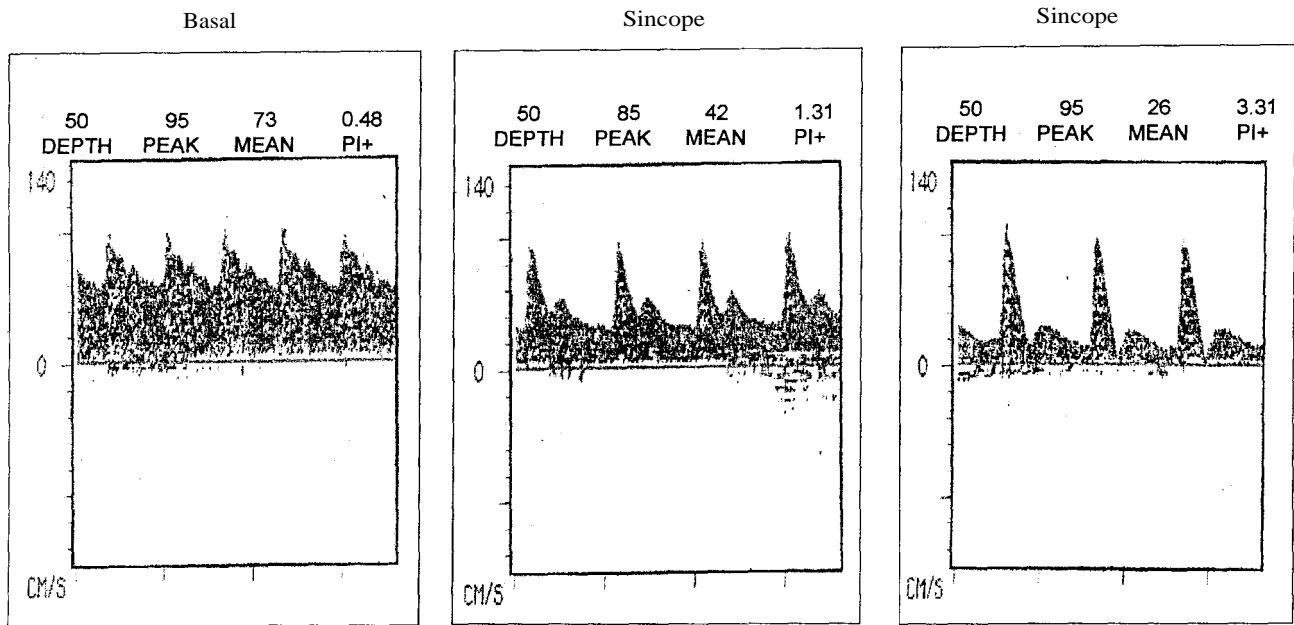 Basal
50 95 73 0.48
DEPTH PEAK MEAN PI+
140
0
CM/S
Sincope
50 85 42 1.31
DEPTH PEAK MEAN PI+
140
0
CM/S
Sincope
50 95 26 3.31
DEPTH PEAK MEAN PI+
140
0
CM/S